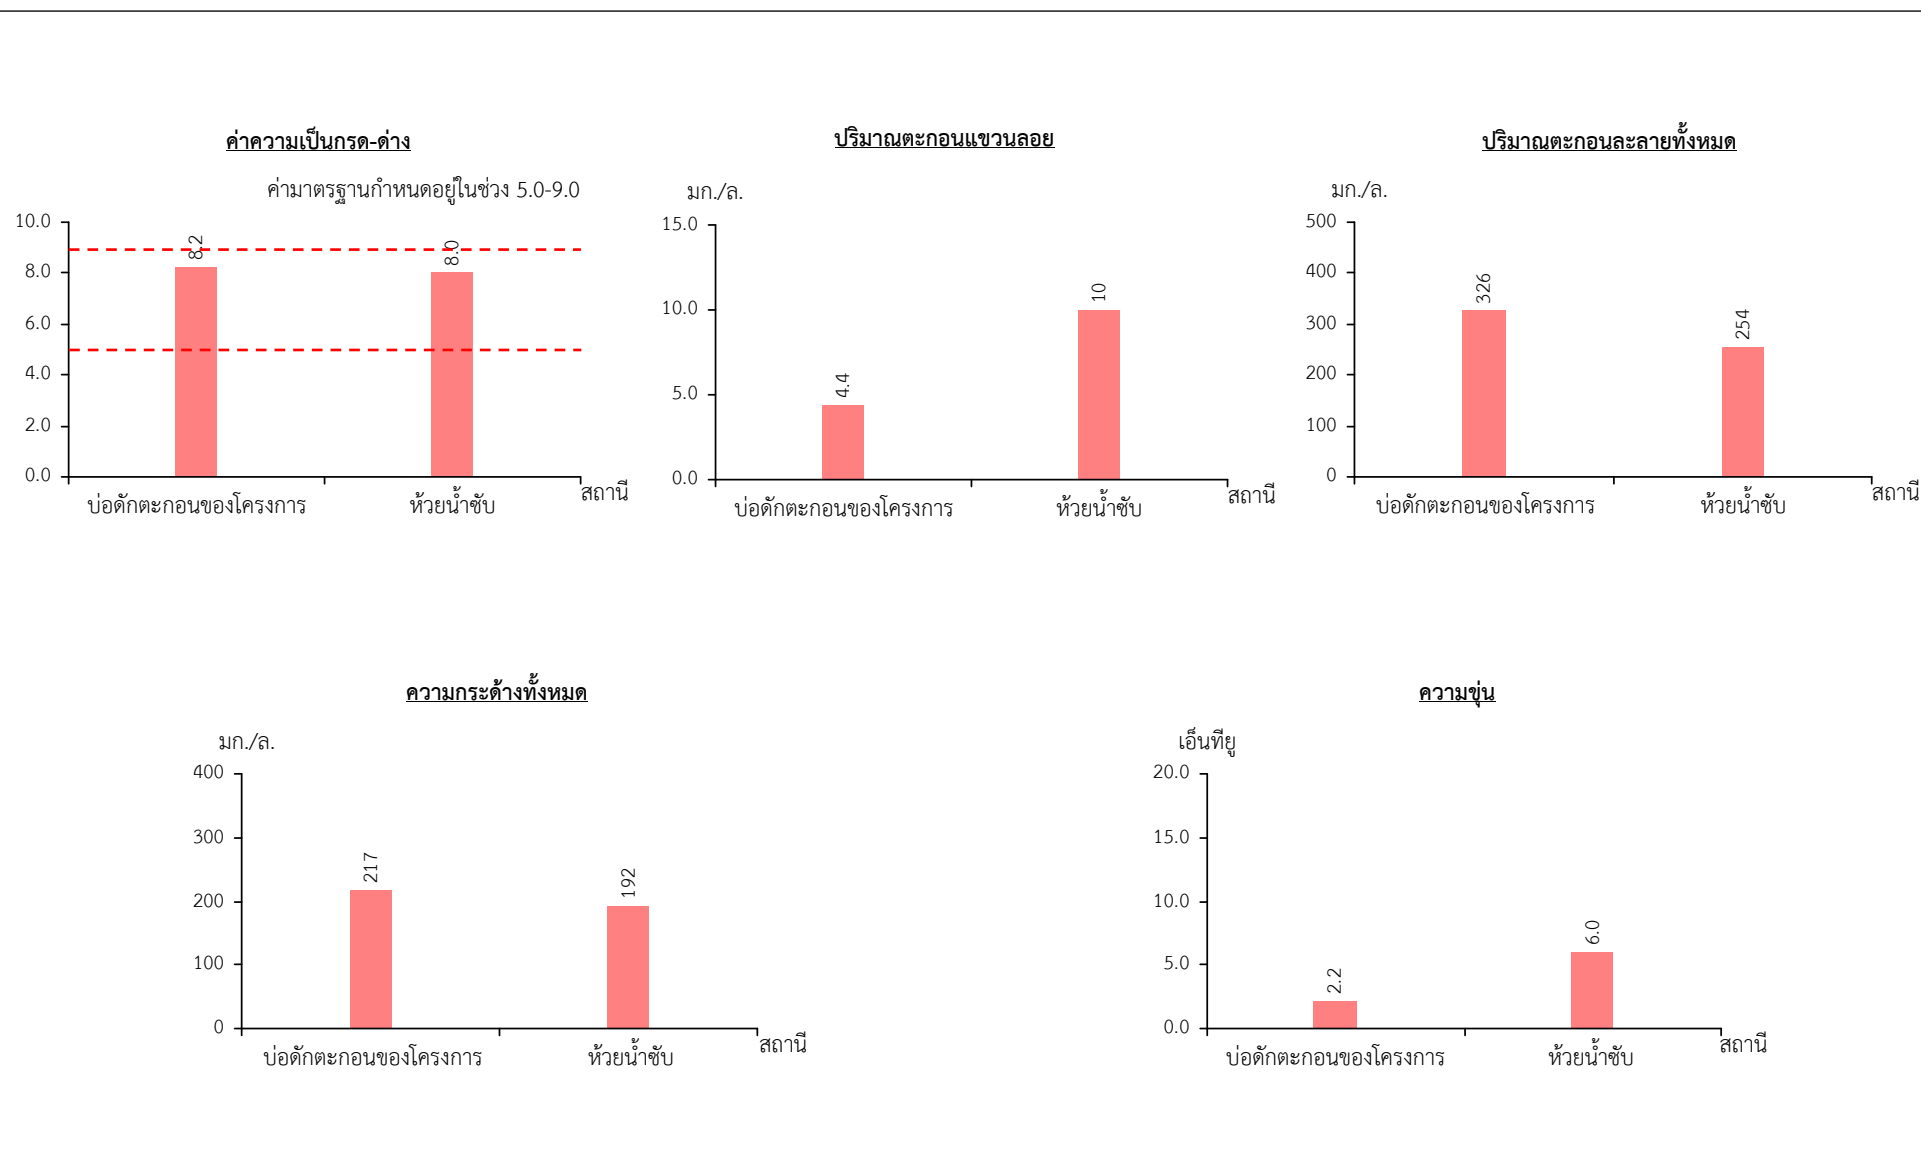 ค่าความเป็นกรด-ด่าง
ค่ามาตรฐานกำหนดอยู่ในช่วง 5.0-9.0
10.0
8.0
6.0
4.0
2.0
0.0
8.2
8.0
บ่อดักตะกอนของโครงการ
ห้วยน้ำซับ
สถานี
ปริมาณตะกอนแขวนลอย
มก./ล.
15.0
10.0
5.0
0.0
4.4
10
บ่อดักตะกอนของโครงการ
ห้วยน้ำซับ
สถานี
ปริมาณตะกอนละลายทั้งหมด
มก./ล.
500
400
300
200
100
0
326
254
บ่อดักตะกอนของโครงการ
ห้วยน้ำซับ
สถานี
ความกระด้างทั้งหมด
มก./ล.
400
300
200
100
0
217
192
บ่อดักตะกอนของโครงการ
ห้วยน้ำซับ
สถานี
ความขุ่น
เอ็นทียู
20.0
15.0
10.0
5.0
0.0
2.2
6.0
บ่อดักตะกอนของโครงการ
ห้วยน้ำซับ
สถานี